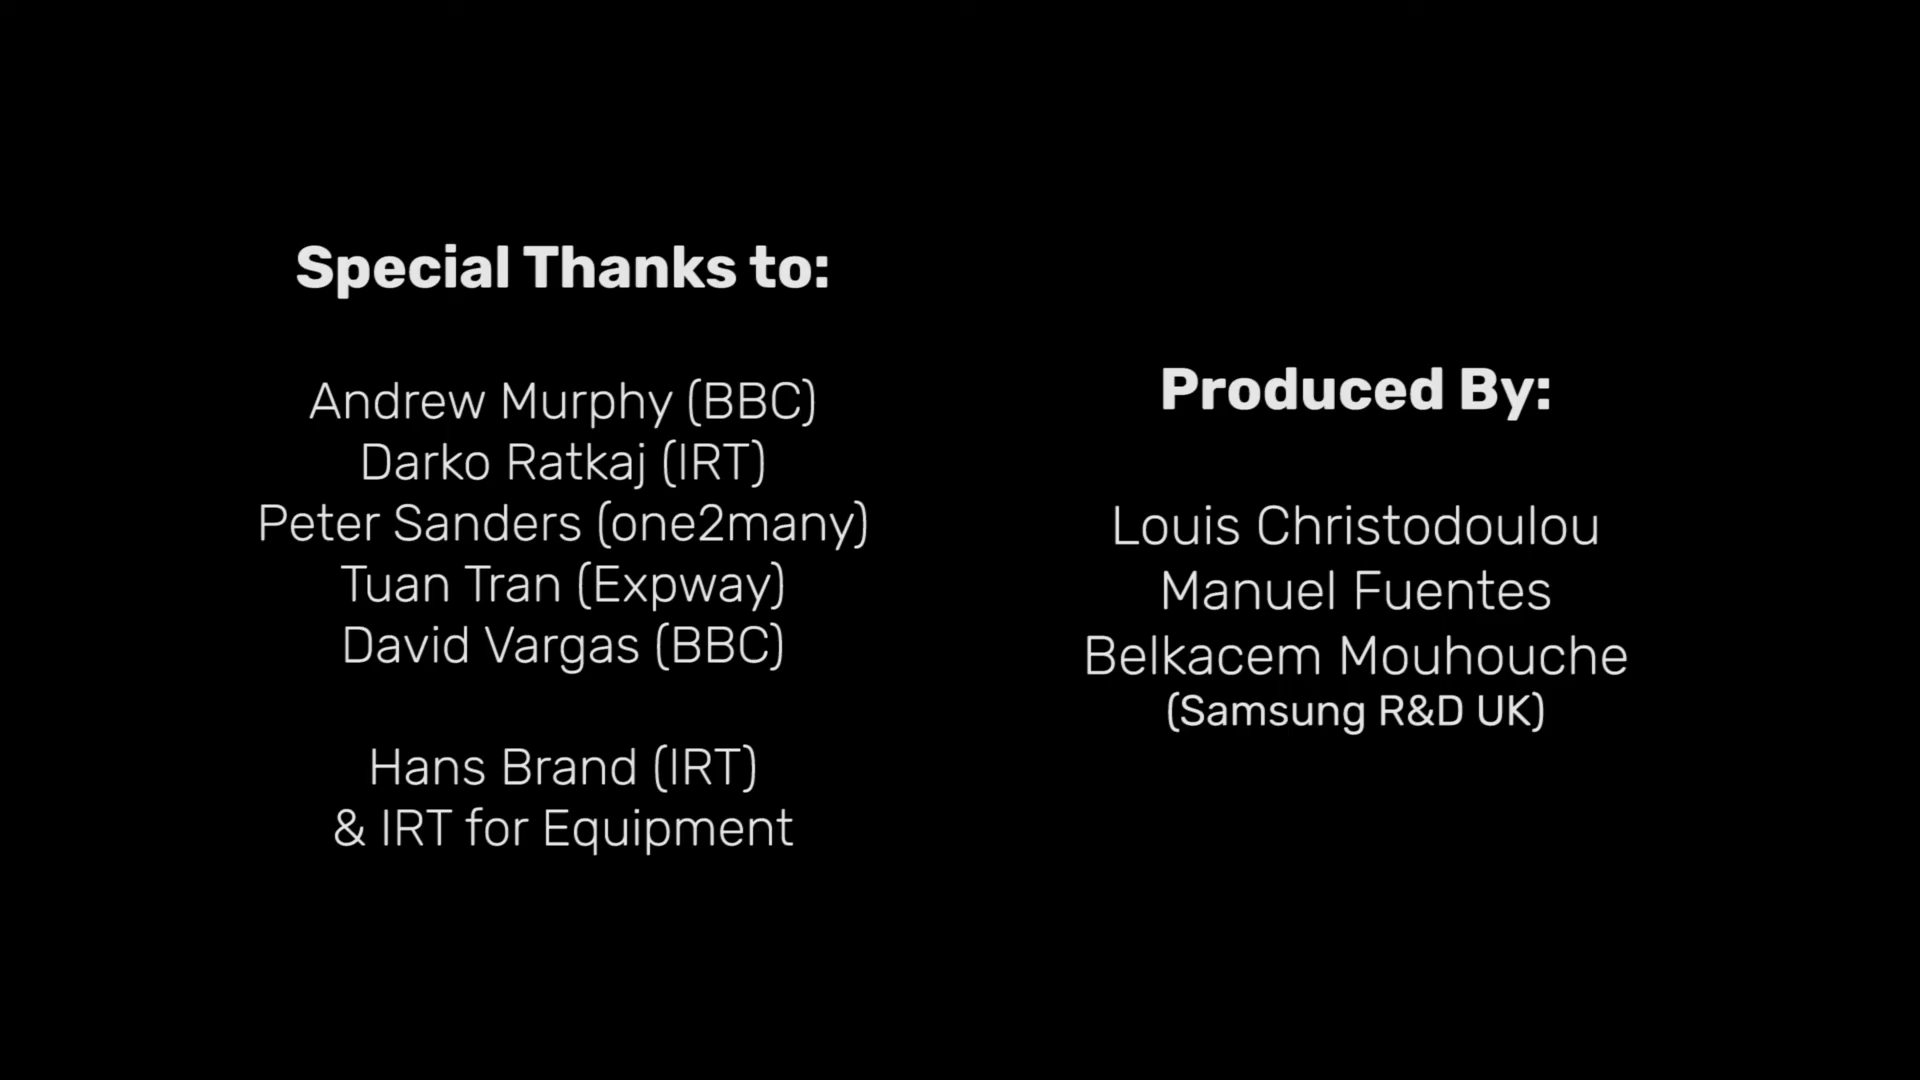 Special Thanks to:
Andrew Murphy (BBC)
Darko Ratkaj (IRT)
Peter Sanders (one2many)
Tuan Tran (Expway)
David Vargas (BBC)
Hans Brand (IRT)
& IRT for Equipment
Produced By:
Louis Christodoulou
Manuel Fuentes
Belkacem Mouhouche
(Samsung R&D UK)